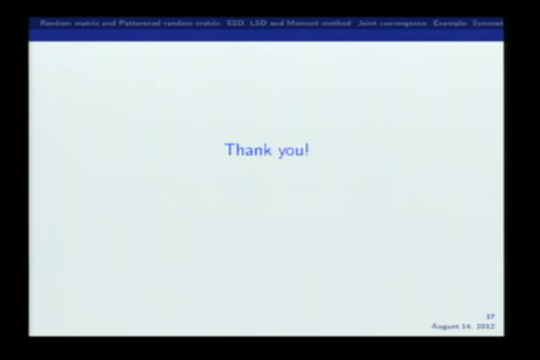 Random matrix and Patterned random matrix ESD, LSD and Moment method Joint convergence Example: Symmet
Thank you!
37
August 14, 2012